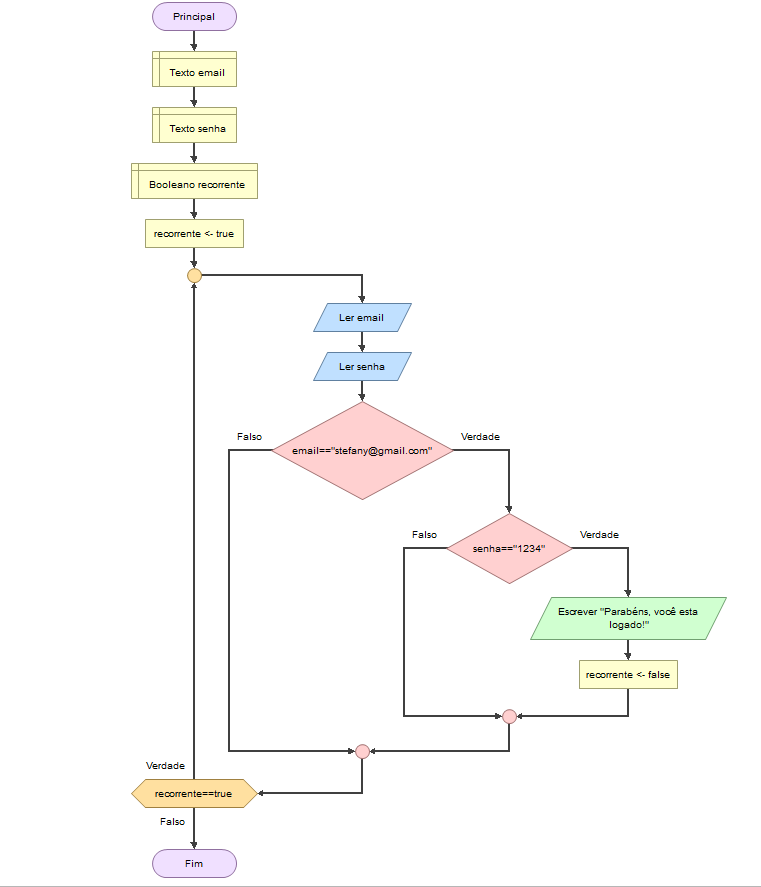 Principal
Texto email
Texto senha
Booleano recorrente
recorrente <- true
Ler email
Ler senha
Falso
Verdade
email=="stefany@gmail.com"
Falso
Verdade
senha=="1234"
Escrever "Parabéns, você esta
logado!"
recorrente <- false
Verdade
recorrente==true
Falso
Fim